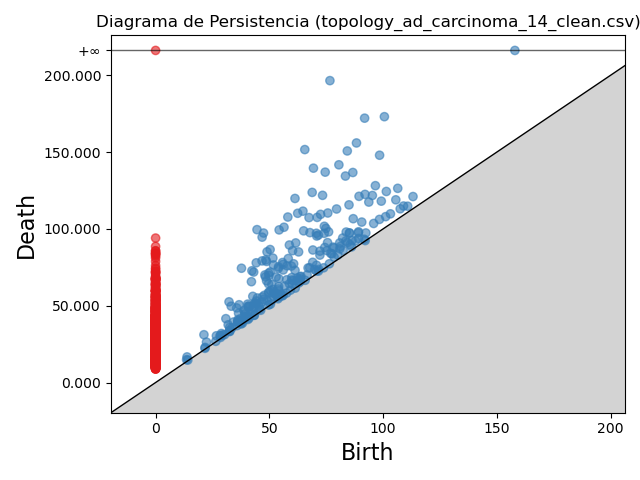 Diagrama de Persistencia (topology_ad_carcinoma_14_clean.csv)
+∞
200.000
150.000
100.000
50.000
0.000
Death
0 50 100 150 200
Birth